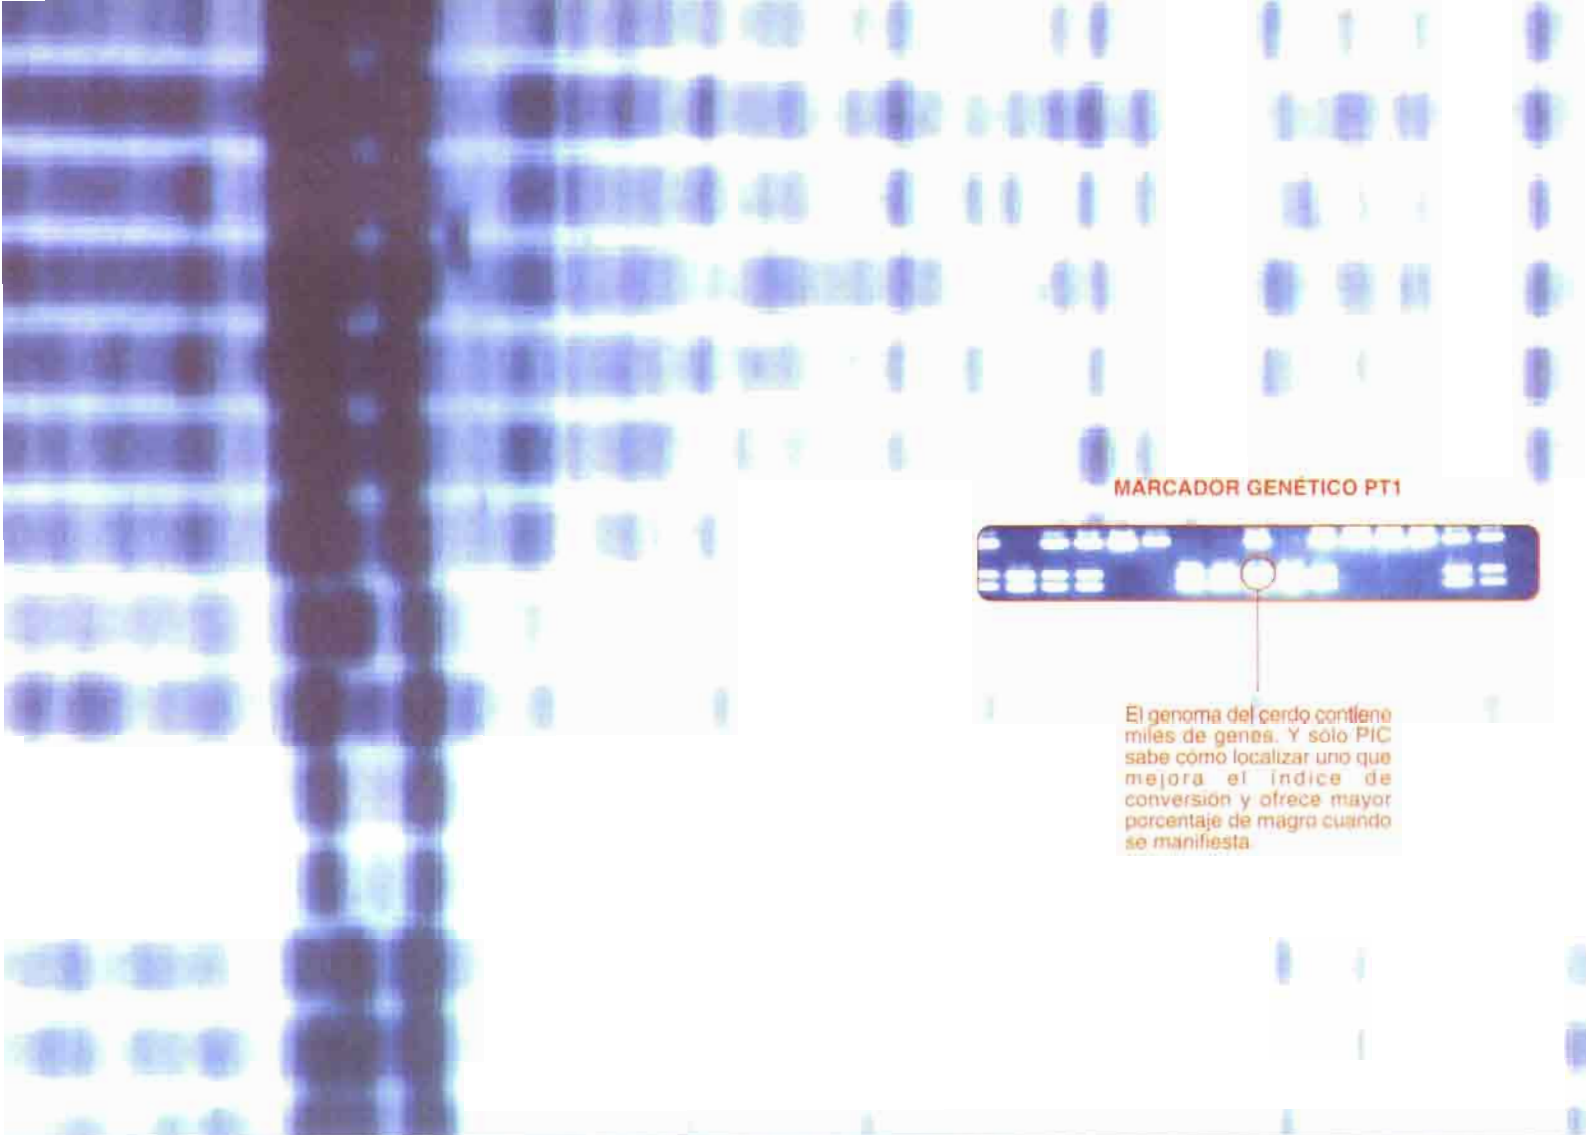 MARCADOR GENÉTICO PT1
El genoma del cerdo contiene
miles de genes. Y sólo PIC
sabe cómo localizar uno que
mejora el índice de
conversión y ofrece mayor
porcentaje de magro cuando
se manifiesta.